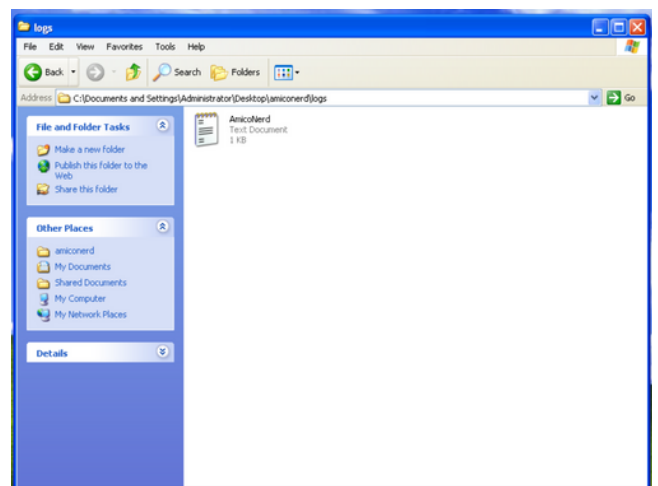 logs
File Edit View Favorites Tools Help
Back Search Folders
Address C:\Documents and Settings\Administrator\Desktop\amiconerd\logs Go
File and Folder Tasks
Make a new folder
Publish this folder to the
Web
Share this folder
Other Places
amiconerd
My Documents
Shared Documents
My Computer
My Network Places
Details
AmicoNerd
Text Document
1 KB